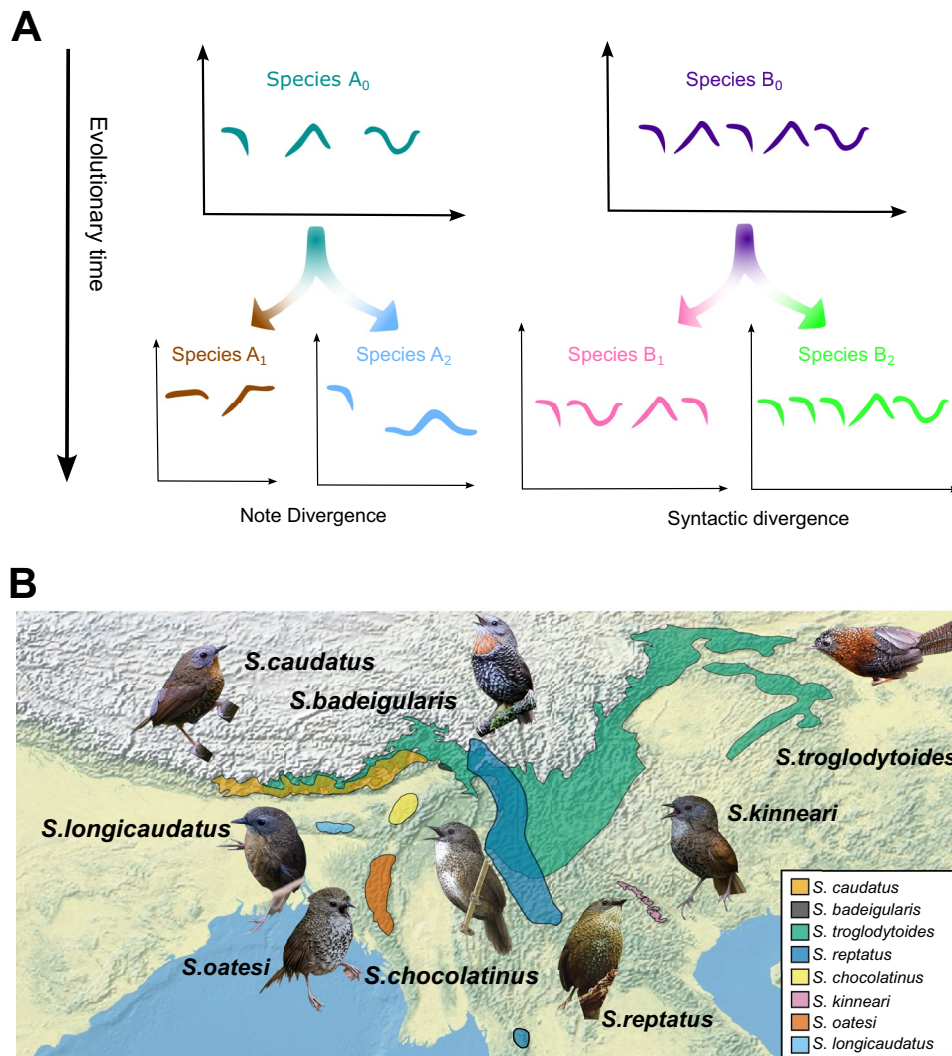 A
Evolutionary time
Species A₀
Species B₀
Species A₁
Species A₂
Species B₁
Species B₂
Note Divergence
Syntactic divergence
B
S.caudatus
S.badeigularis
S.troglodytoides
S.longicaudatus
S.kinneari
S.oatesi
S.chocolatinus
S.reptatus
S. caudatus
S. badeigularis
S. troglodytoides
S. reptatus
S. chocolatinus
S. kinneari
S. oatesi
S. longicaudatus